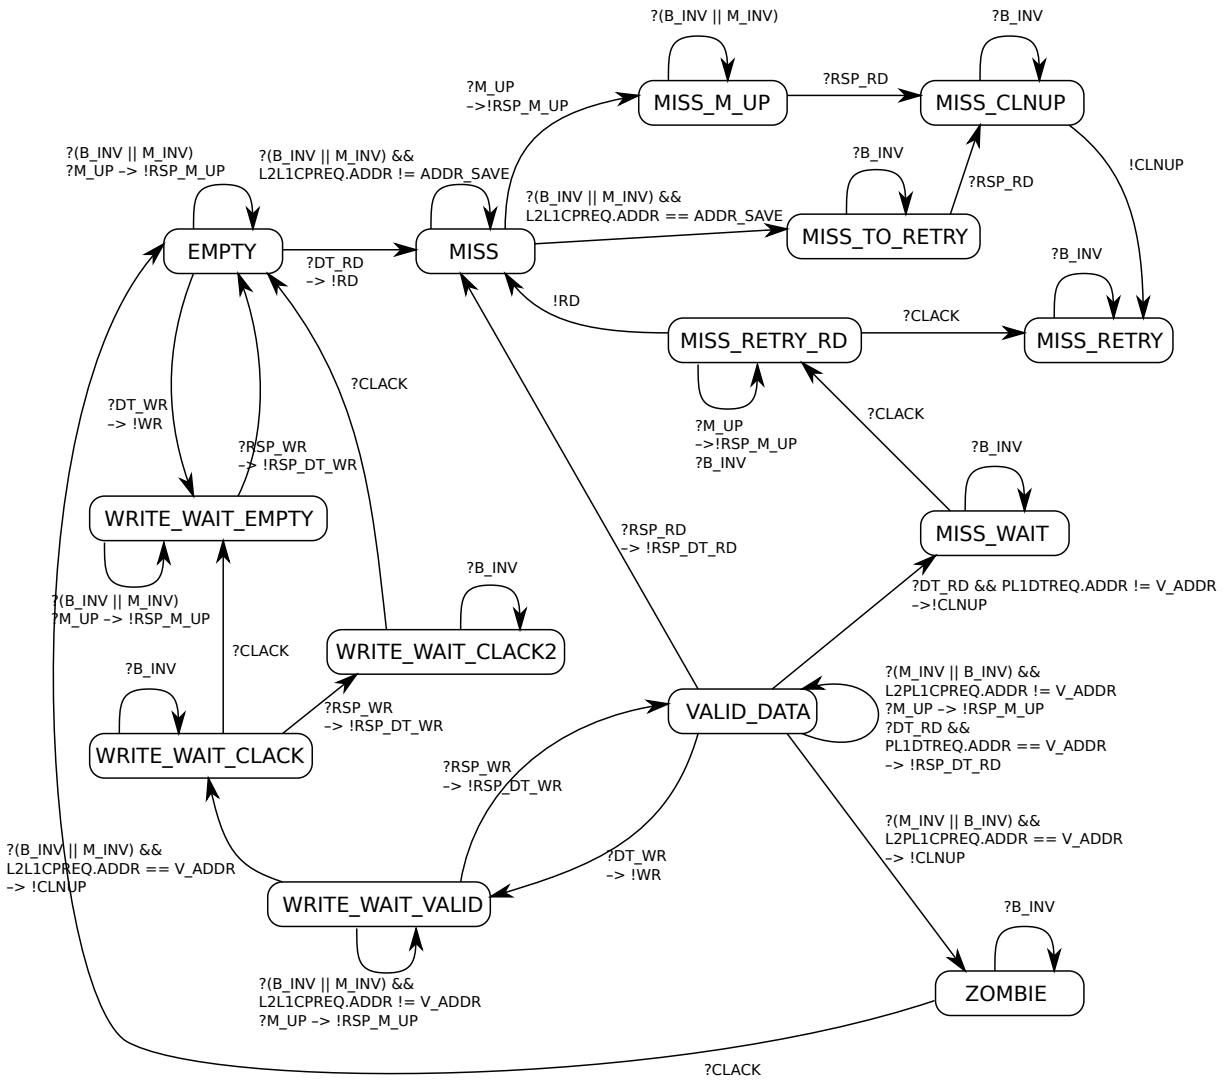 ?(B_INV || M_INV)
?B_INV
?M_UP
–>!RSP_M_UP
MISS_M_UP
?RSP_RD
MISS_CLNUP
?(B_INV || M_INV)
?M_UP –> !RSP_M_UP
?(B_INV || M_INV) &&
L2L1CPREQ.ADDR != ADDR_SAVE
?B_INV
?RSP_RD
!CLNUP
?(B_INV || M_INV) &&
L2L1CPREQ.ADDR == ADDR_SAVE
MISS_TO_RETRY
EMPTY
?DT_RD
–> !RD
MISS
?B_INV
!RD
?CLACK
MISS_RETRY_RD
MISS_RETRY
?CLACK
?DT_WR
–> !WR
?RSP_WR
–> !RSP_DT_WR
?M_UP
–>!RSP_M_UP
?B_INV
?CLACK
?B_INV
WRITE_WAIT_EMPTY
MISS_WAIT
?RSP_RD
–> !RSP_DT_RD
?(B_INV || M_INV)
?M_UP –> !RSP_M_UP
?B_INV
?DT_RD && PL1DTREQ.ADDR != V_ADDR
–>!CLNUP
?CLACK
WRITE_WAIT_CLACK2
?B_INV
?RSP_WR
–> !RSP_DT_WR
VALID_DATA
?(M_INV || B_INV) &&
L2PL1CPREQ.ADDR != V_ADDR
?M_UP –> !RSP_M_UP
?DT_RD &&
PL1DTREQ.ADDR == V_ADDR
–> !RSP_DT_RD
WRITE_WAIT_CLACK
?RSP_WR
–> !RSP_DT_WR
?(M_INV || B_INV) &&
L2PL1CPREQ.ADDR == V_ADDR
–> !CLNUP
?(B_INV || M_INV) &&
L2L1CPREQ.ADDR == V_ADDR
–> !CLNUP
?DT_WR
–> !WR
WRITE_WAIT_VALID
?B_INV
?(B_INV || M_INV) &&
L2L1CPREQ.ADDR != V_ADDR
?M_UP –> !RSP_M_UP
ZOMBIE
?CLACK